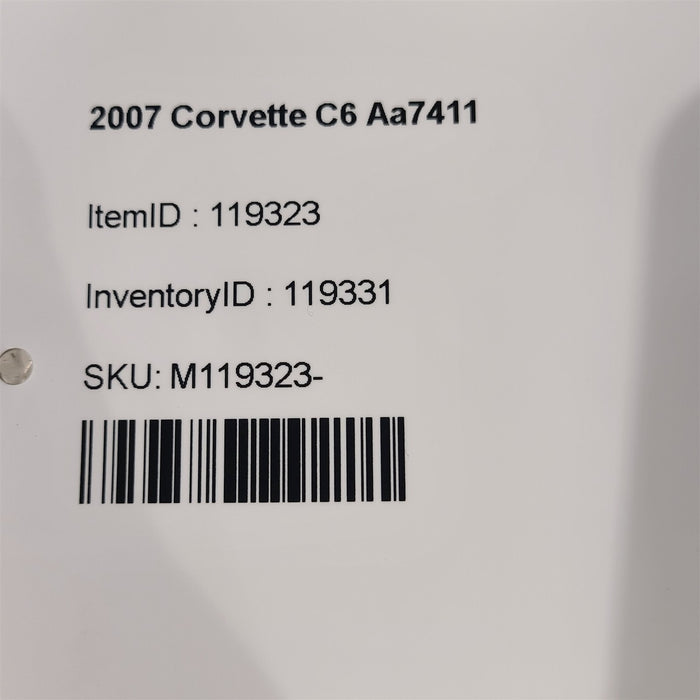 2007 Corvette C6 Aa7411
ItemID : 119323
InventoryID : 119331
SKU: M119323-